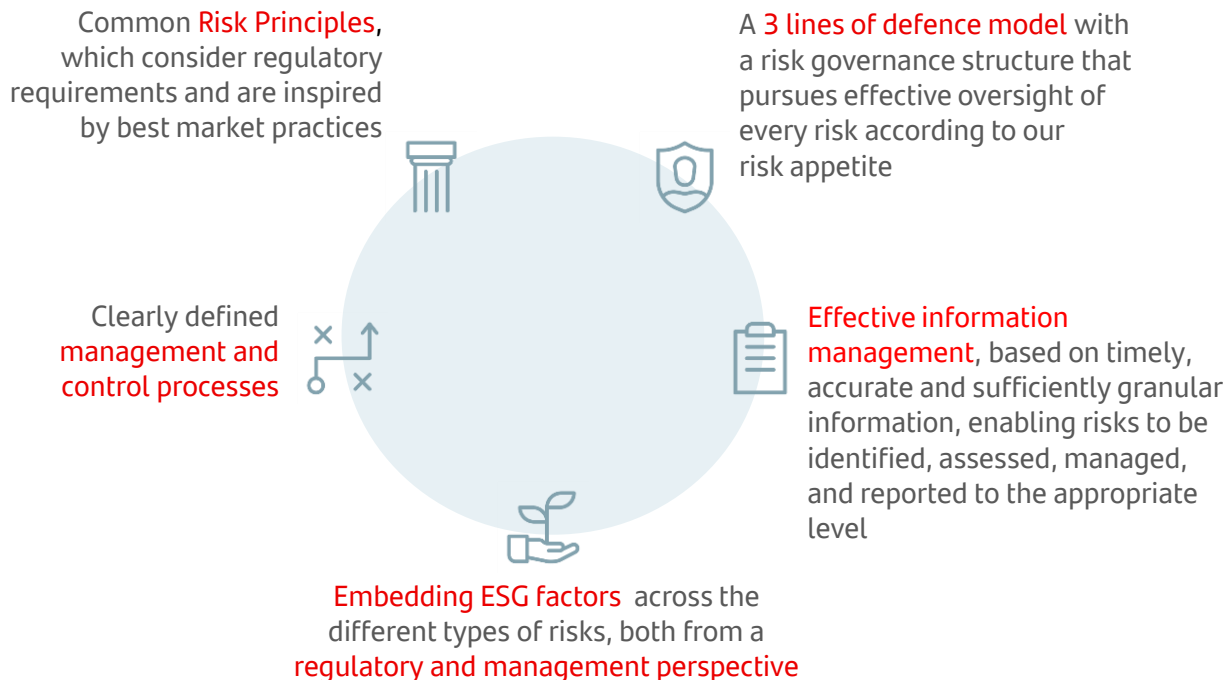 Common Risk Principles,
which consider regulatory
requirements and are inspired
by best market practices
A 3 lines of defence model with
a risk governance structure that
pursues effective oversight of
every risk according to our
risk appetite
Clearly defined
management and
control processes
Effective information
management, based on timely,
accurate and sufficiently granular
information, enabling risks to be
identified, assessed, managed,
and reported to the appropriate
level
Embedding ESG factors across the
different types of risks, both from a
regulatory and management perspective